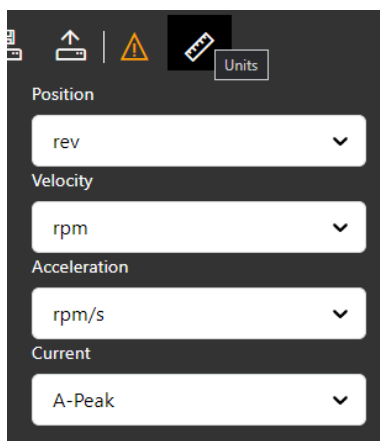 Units
Position
rev
Velocity
rpm
Acceleration
rpm/s
Current
A-Peak